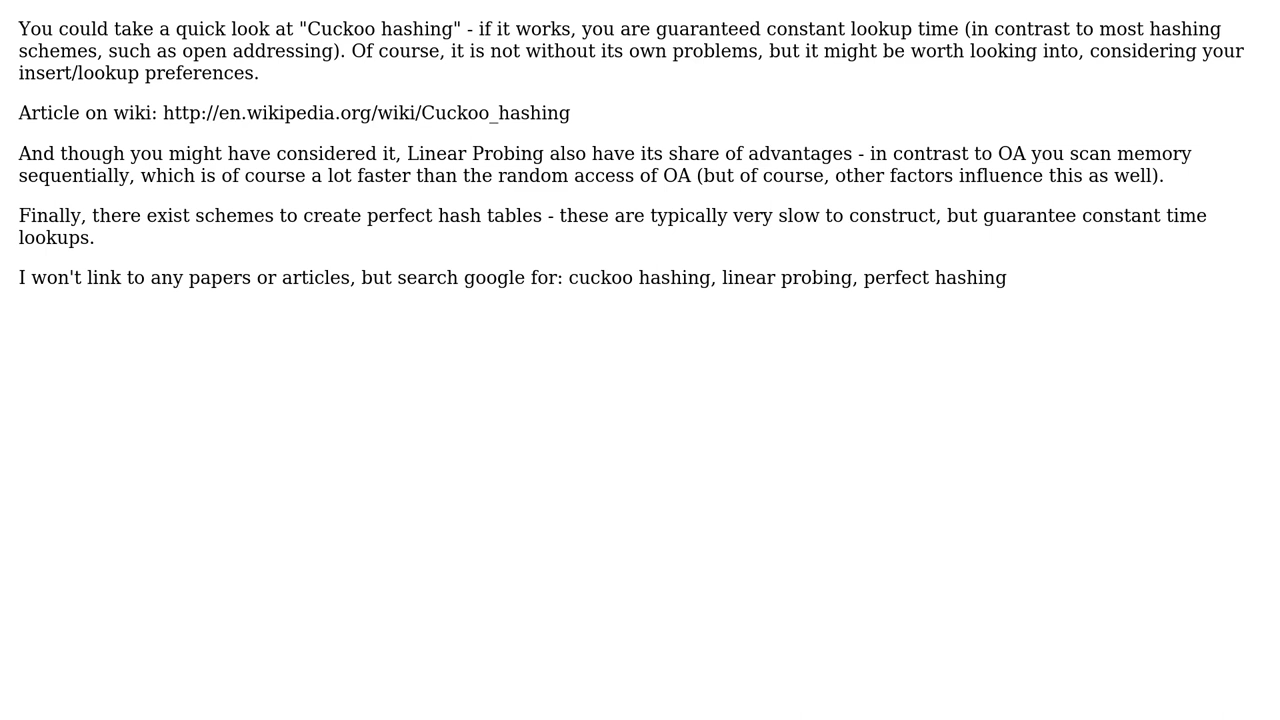 You could take a quick look at "Cuckoo hashing" - if it works, you are guaranteed constant lookup time (in contrast to most hashing
schemes, such as open addressing). Of course, it is not without its own problems, but it might be worth looking into, considering your
insert/lookup preferences.
Article on wiki: http://en.wikipedia.org/wiki/Cuckoo_hashing
And though you might have considered it, Linear Probing also have its share of advantages - in contrast to OA you scan memory
sequentially, which is of course a lot faster than the random access of OA (but of course, other factors influence this as well).
Finally, there exist schemes to create perfect hash tables - these are typically very slow to construct, but guarantee constant time
lookups.
I won't link to any papers or articles, but search google for: cuckoo hashing, linear probing, perfect hashing